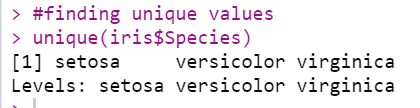 > #finding unique values
> unique(iris$Species)
[1] setosa     versicolor virginica
Levels: setosa versicolor virginica
>